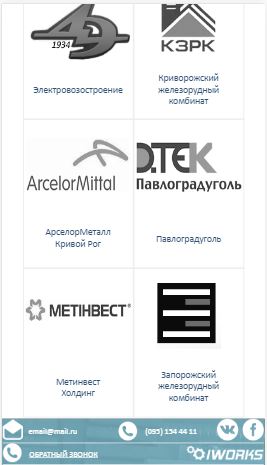 1934
КЗРК
Электровозостроение
Криворожский
железорудный
комбинат
ArcelorMittal
D.TEK
Павлоградуголь
АрселорМеталл
Кривой Рог
Павлоградуголь
МЕТІНВЕСТ
Метинвест
Холдинг
Запорожский
железорудный
комбинат
email@mail.ru
(095) 134 44 11
ОБРАТНЫЙ ЗВОНОК
IWORKS